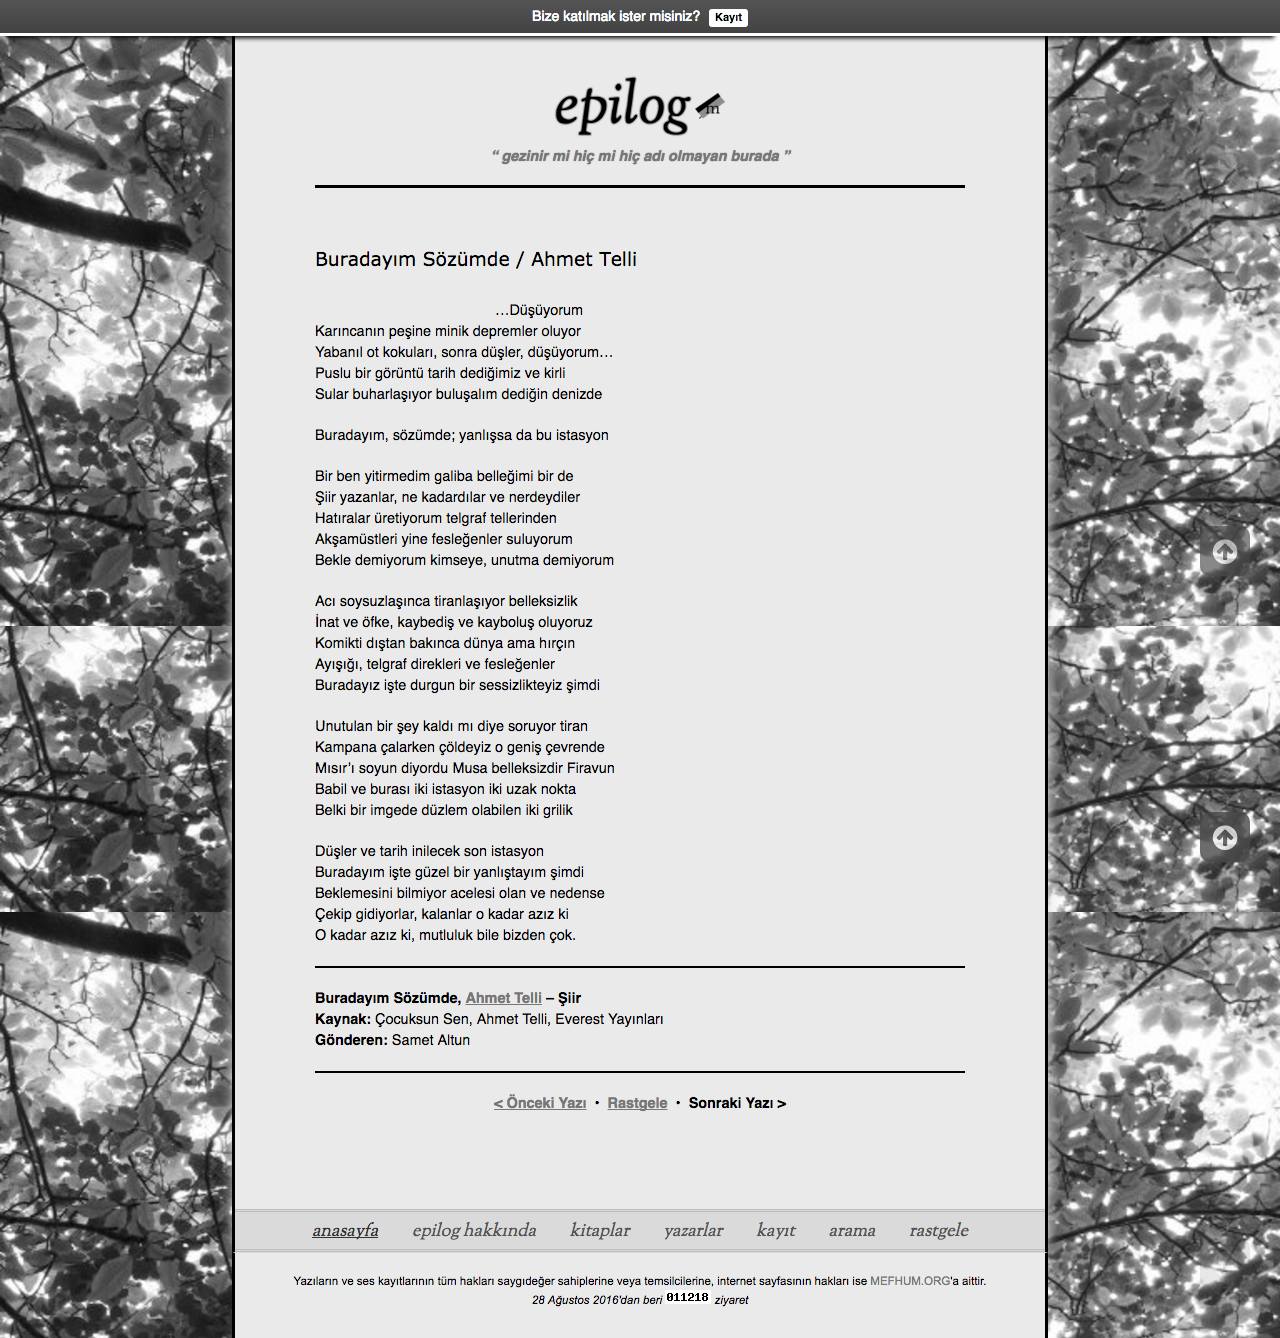 Bize katılmak ister misiniz? Kayıt
epilog m
“ gezinir mi hiç mi hiç adı olmayan burada ”
Buradayım Sözümde / Ahmet Telli
…Düşüyorum
Karıncanın peşine minik depremler oluyor
Yabanıl ot kokuları, sonra düşler, düşüyorum…
Puslu bir görüntü tarih dediğimiz ve kirli
Sular buharlaşıyor buluşalım dediğin denizde
Buradayım, sözümde; yanlışsa da bu istasyon
Bir ben yitirmedim galiba belleğimi bir de
Şiir yazanlar, ne kadardılar ve nerdeydiler
Hatıralar üretiyorum telgraf tellerinden
Akşamüstleri yine fesleğenler suluyorum
Bekle demiyorum kimseye, unutma demiyorum
Acı soysuzlaşınca tiranlaşıyor belleksizlik
İnat ve öfke, kaybediş ve kayboluş oluyoruz
Komikti dıştan bakınca dünya ama hırçın
Ayışığı, telgraf direkleri ve fesleğenler
Buradayız işte durgun bir sessizlikteyiz şimdi
Unutulan bir şey kaldı mı diye soruyor tiran
Kampana çalarken çöldeyiz o geniş çevrende
Mısır’ı soyun diyordu Musa belleksizdir Firavun
Babil ve burası iki istasyon iki uzak nokta
Belki bir imgede düzlem olabilen iki grilik
Düşler ve tarih inilecek son istasyon
Buradayım işte güzel bir yanlıştayım şimdi
Beklemesini bilmiyor acelesi olan ve nedense
Çekip gidiyorlar, kalanlar o kadar azız ki
O kadar azız ki, mutluluk bile bizden çok.
Buradayım Sözümde, Ahmet Telli – Şiir
Kaynak: Çocuksun Sen, Ahmet Telli, Everest Yayınları
Gönderen: Samet Altun
< Önceki Yazı • Rastgele • Sonraki Yazı >
anasayfa epilog hakkında kitaplar yazarlar kayıt arama rastgele
Yazıların ve ses kayıtlarının tüm hakları saygıdeğer sahiplerine veya temsilcilerine, internet sayfasının hakları ise MEFHUM.ORG'a aittir.
28 Ağustos 2016'dan beri 011218 ziyaret